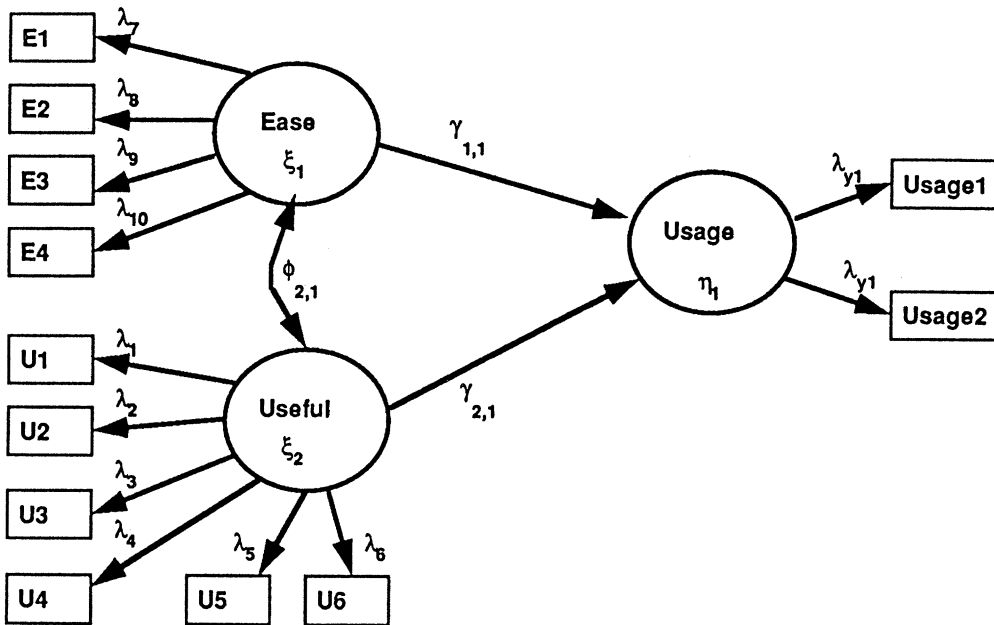 E1
λ7
E2
λ8
E3
λ9
E4
λ10
Ease
ξ1
γ1,1
ϕ2,1
Usage
η1
λy1
Usage1
λy1
Usage2
U1
λ1
U2
λ2
U3
λ3
U4
λ4
Useful
ξ2
γ2,1
λ5
U5
λ6
U6